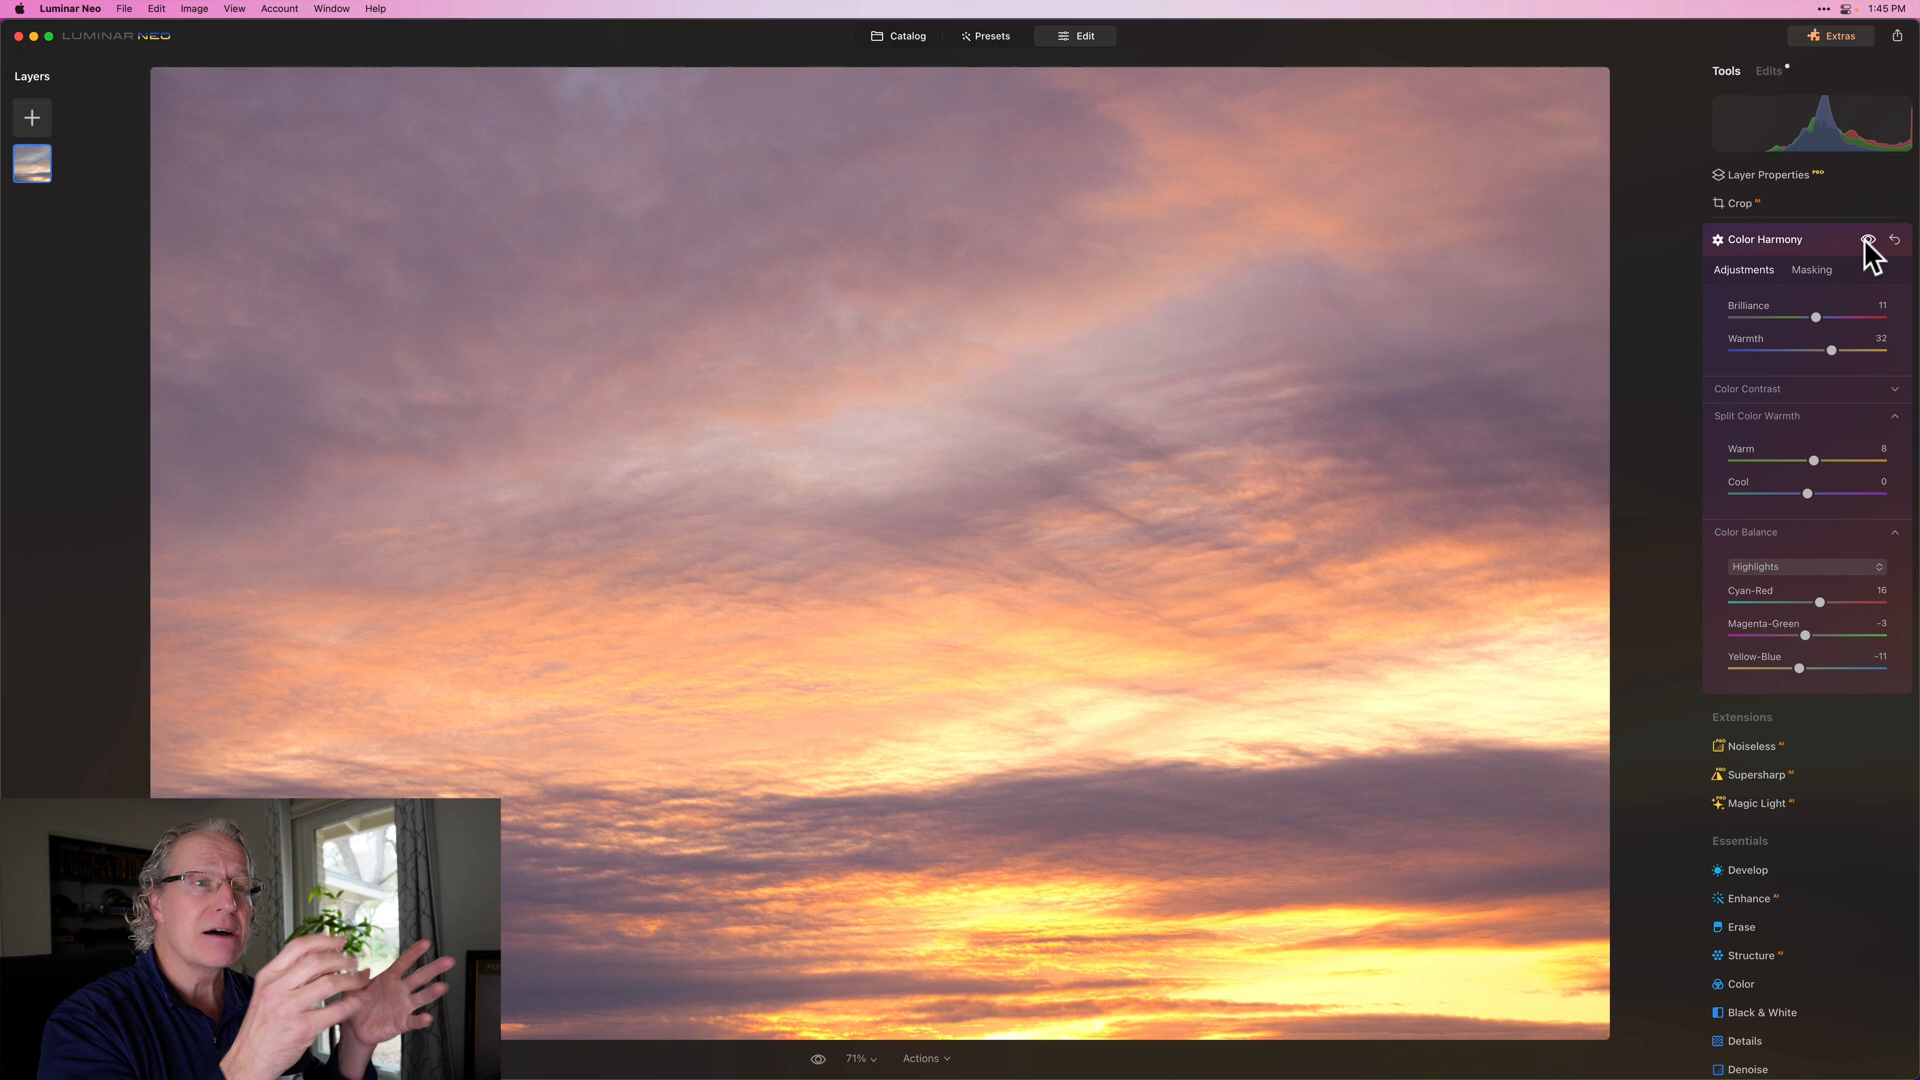 Luminar Neo File Edit Image View Account Window Help 1:45 PM
LUMINAR NEO Catalog Presets Edit Extras
Layers
Tools Edits
Layer Properties PRO
Crop AI
Color Harmony
Adjustments Masking
Brilliance 11
Warmth 32
Color Contrast
Split Color Warmth
Warm 8
Cool 0
Color Balance
Highlights
Cyan-Red 16
Magenta-Green -3
Yellow-Blue -11
Extensions
PRO Noiseless AI
PRO Supersharp AI
PRO Magic Light AI
Essentials
Develop
Enhance AI
Erase
Structure AI
Color
Black & White
Details
Denoise
71% Actions